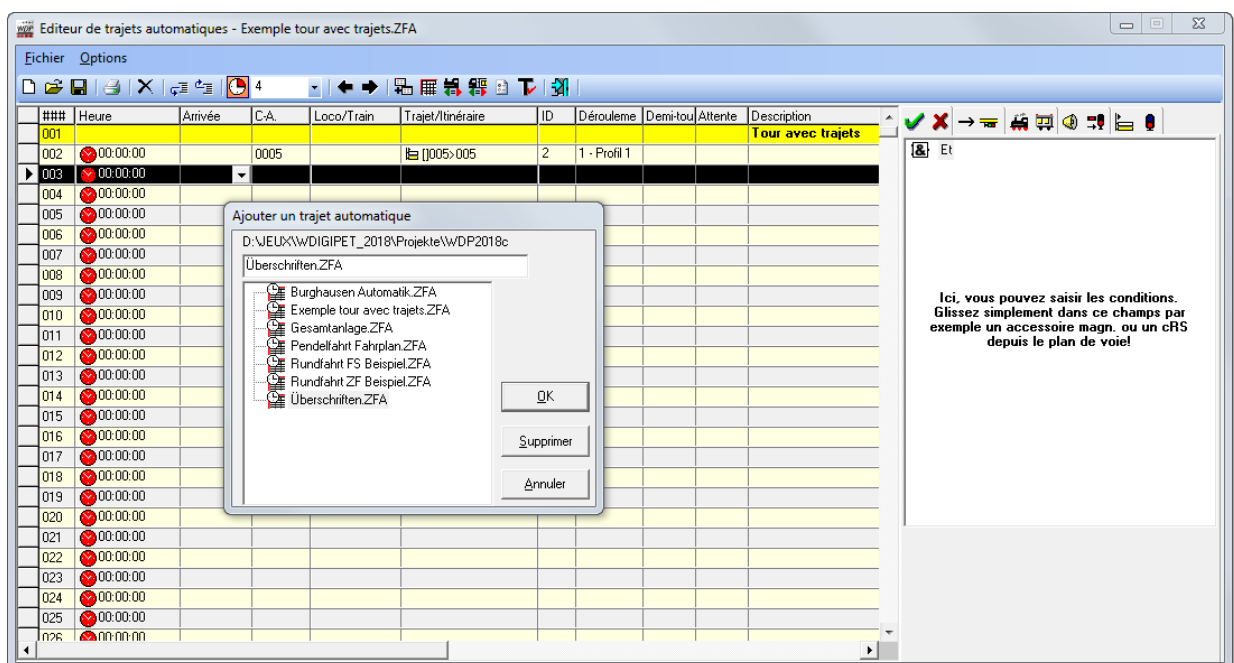 Editeur de trajets automatiques - Exemple tour avec trajets.ZFA
Fichier Options
4
### Heure Arrivée C.A. Loco/Train Trajet/Itinéraire ID Dérouleme Demi-tou Attente Description
001 Tour avec trajets
002 00:00:00 0005 []005>005 2 1 - Profil 1
003 00:00:00
004 00:00:00
005 00:00:00
006 00:00:00
007 00:00:00
008 00:00:00
009 00:00:00
010 00:00:00
011 00:00:00
012 00:00:00
013 00:00:00
014 00:00:00
015 00:00:00
016 00:00:00
017 00:00:00
018 00:00:00
019 00:00:00
020 00:00:00
021 00:00:00
022 00:00:00
023 00:00:00
024 00:00:00
025 00:00:00
026 00:00:00
Ajouter un trajet automatique
D:\JEUX\WDIGIPET_2018\Projekte\WDP2018c
Überschriften.ZFA
Burghausen Automatik.ZFA
Exemple tour avec trajets.ZFA
Gesamtanlage.ZFA
Pendelfahrt Fahrplan.ZFA
Rundfahrt FS Beispiel.ZFA
Rundfahrt ZF Beispiel.ZFA
Überschriften.ZFA
OK
Supprimer
Annuler
{&} Et
Ici, vous pouvez saisir les conditions.
Glissez simplement dans ce champs par
exemple un accessoire magn. ou un cRS
depuis le plan de voie!